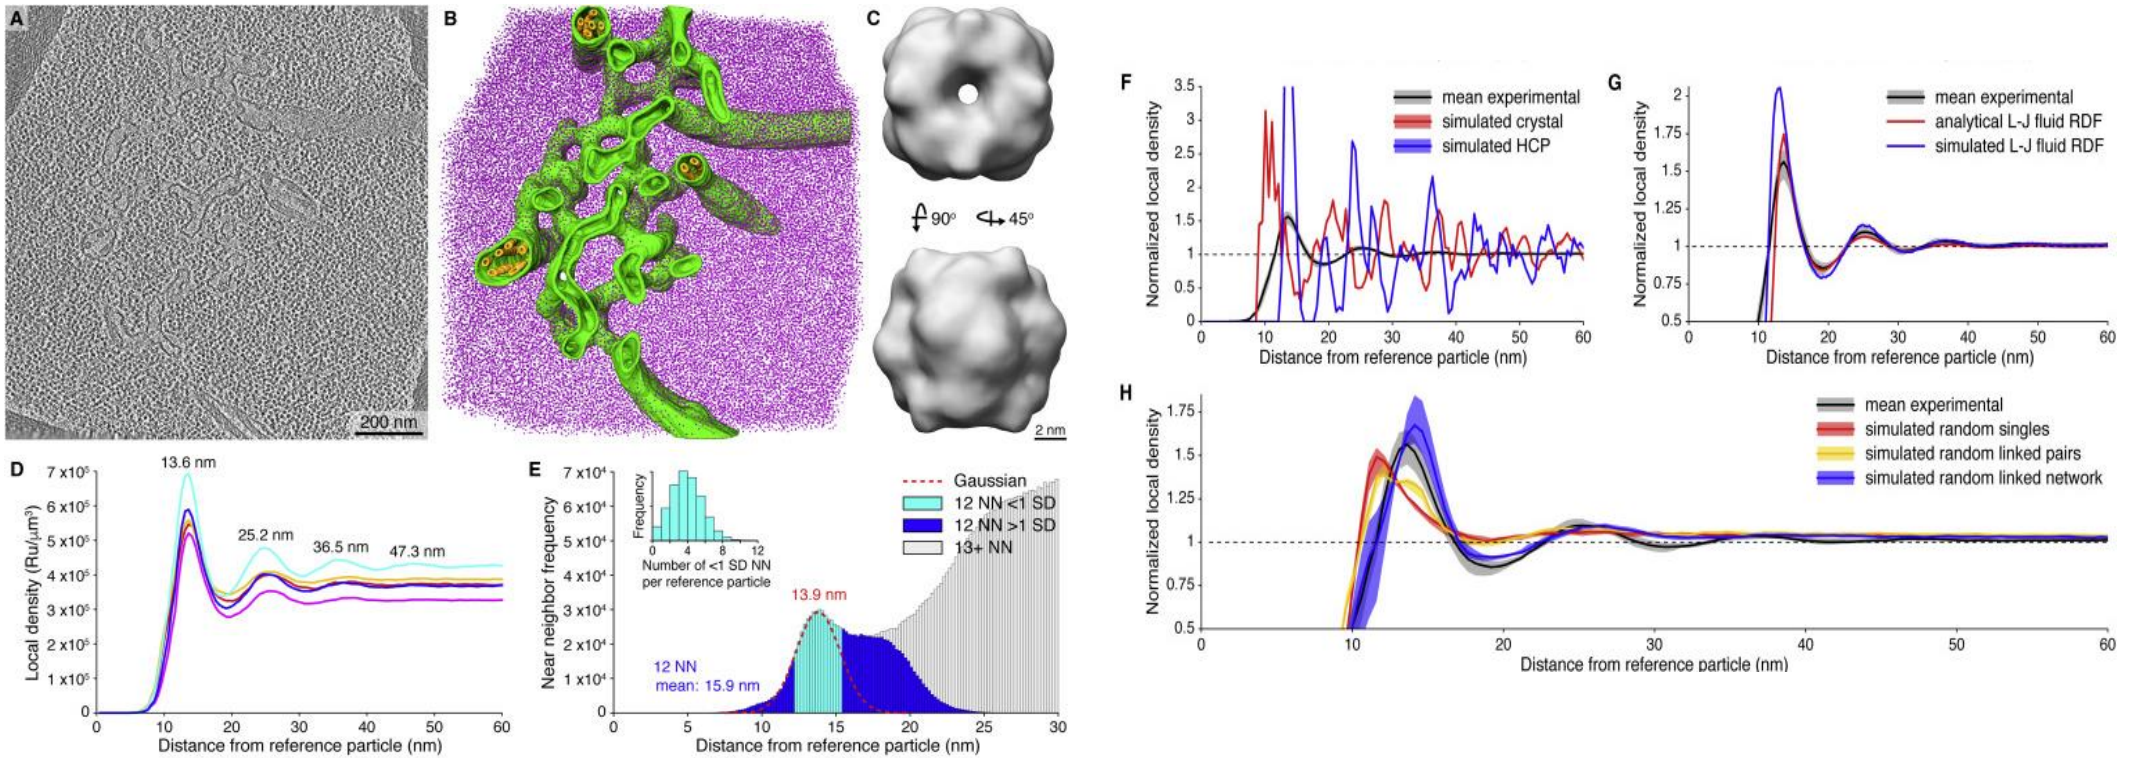 A
200 nm
B
C
90°
45°
2 nm
D
13.6 nm
25.2 nm
36.5 nm
47.3 nm
7 x10⁵
6 x10⁵
5 x10⁵
4 x10⁵
3 x10⁵
2 x10⁵
1 x10⁵
0
Local density (Ru/μm³)
0 10 20 30 40 50 60
Distance from reference particle (nm)
E
7 x10⁴
6 x10⁴
5 x10⁴
4 x10⁴
3 x10⁴
2 x10⁴
1 x10⁴
0
Near neighbor frequency
Frequency
0 4 8 12
Number of <1 SD NN
per reference particle
Gaussian
12 NN <1 SD
12 NN >1 SD
13+ NN
13.9 nm
12 NN
mean: 15.9 nm
0 5 10 15 20 25 30
Distance from reference particle (nm)
F
3.5
3
2.5
2
1.5
1
0.5
0
Normalized local density
mean experimental
simulated crystal
simulated HCP
0 10 20 30 40 50 60
Distance from reference particle (nm)
G
2
1.75
1.5
1.25
1
0.75
0.5
Normalized local density
mean experimental
analytical L-J fluid RDF
simulated L-J fluid RDF
0 10 20 30 40 50 60
Distance from reference particle (nm)
H
1.75
1.5
1.25
1
0.75
0.5
Normalized local density
mean experimental
simulated random singles
simulated random linked pairs
simulated random linked network
0 10 20 30 40 50 60
Distance from reference particle (nm)